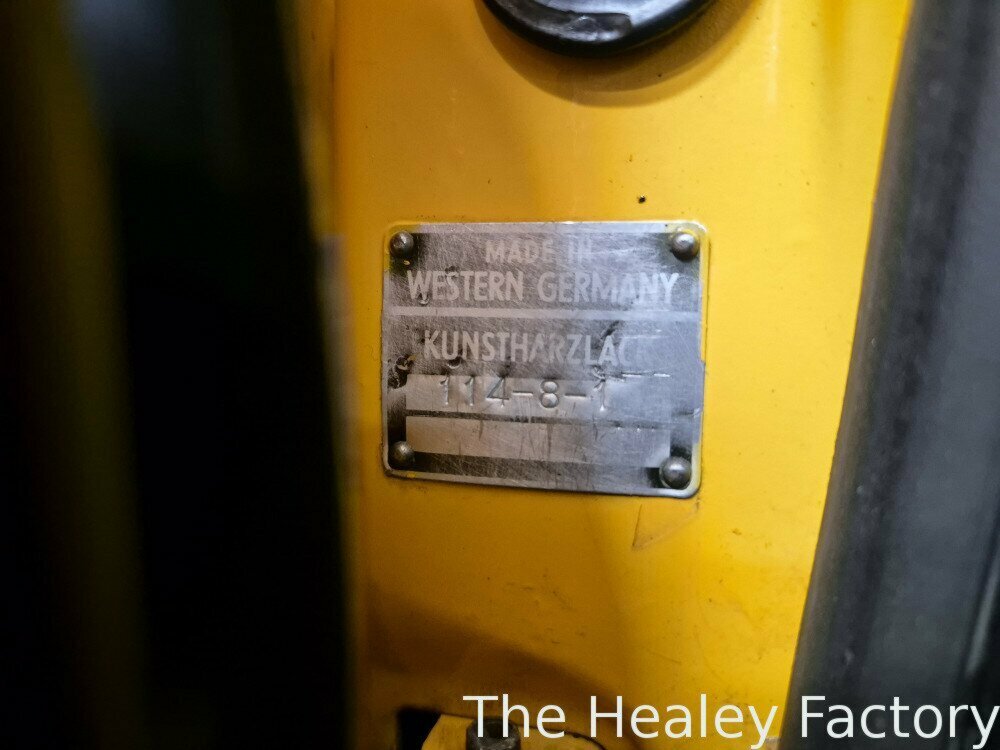 MADE IN
WESTERN GERMANY
KUNSTHARZLACK
114-8-1
The Healey Factory